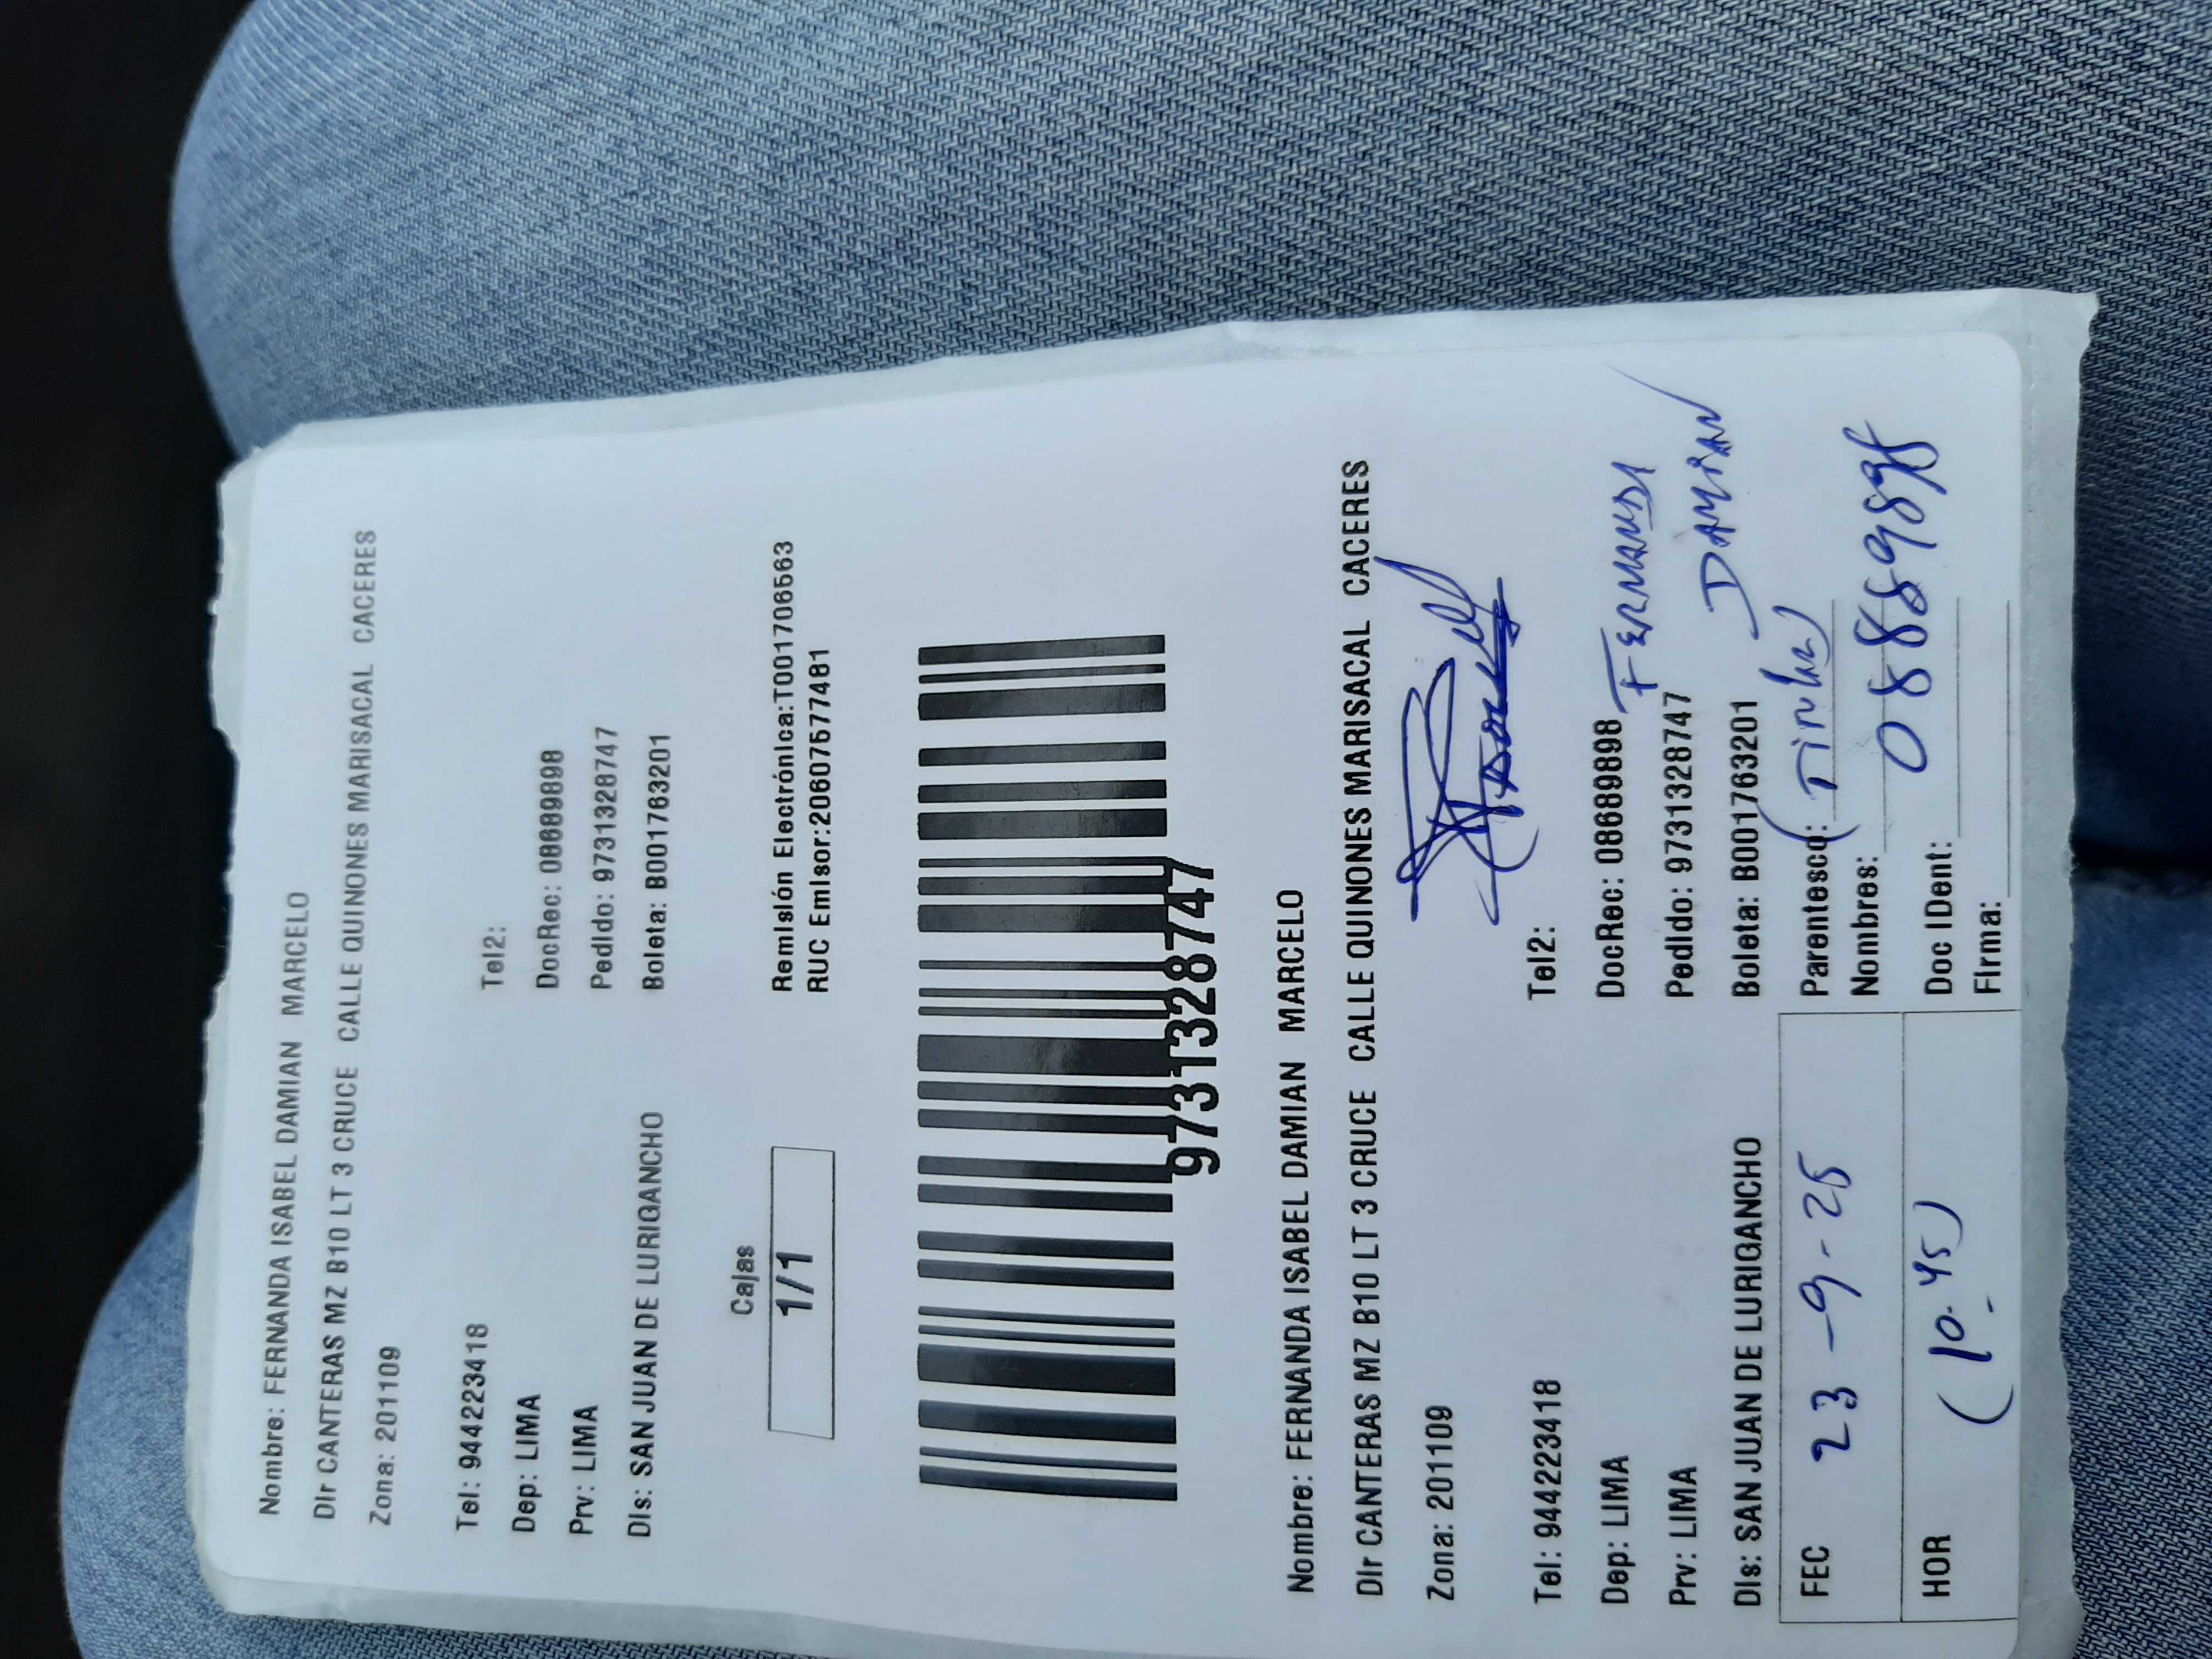 Nombre: FERNANDA ISABEL DAMIAN MARCELO
Dir CANTERAS MZ B10 LT 3 CRUCE CALLE QUINONES MARISACAL CACERES
Zona: 201109
Tel: 944223418
Tel2:
Dep: LIMA
DocRec: 08689898
Prv: LIMA
Pedido: 9731328747
Dis: SAN JUAN DE LURIGANCHO
Boleta: B001763201
Cajas
1/1
Remisión Electrónica:T001706563
RUC Emisor:20607577481
9731328747
Nombre: FERNANDA ISABEL DAMIAN MARCELO
Dir CANTERAS MZ B10 LT 3 CRUCE CALLE QUINONES MARISACAL CACERES
Zona: 201109
Tel: 944223418
Tel2:
Dep: LIMA
DocRec: 08689898
FERNANDA
Prv: LIMA
Pedido: 9731328747
DAMIAN
Dis: SAN JUAN DE LURIGANCHO
Boleta: B001763201
FEC 23-9-25
Parentesco: (Titular)
Nombres:
HOR (10.45)
Doc IDent:
Firma: